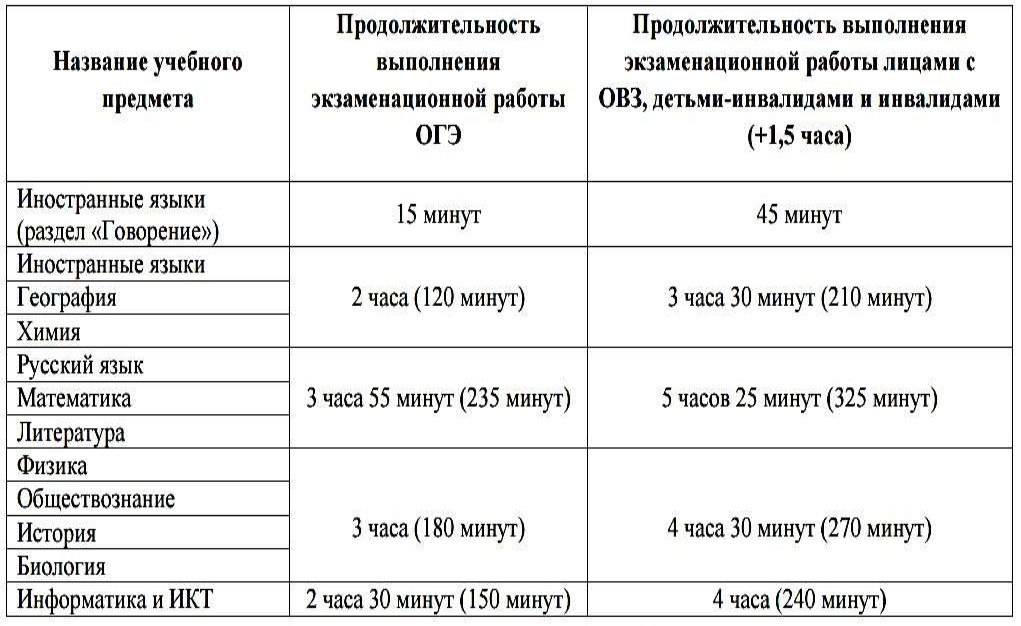 Название учебного
предмета
Продолжительность
выполнения
экзаменационной работы
ОГЭ
Продолжительность выполнения
экзаменационной работы лицами с
ОВЗ, детьми-инвалидами и инвалидами
(+1,5 часа)
Иностранные языки
(раздел «Говорение»)
15 минут
45 минут
Иностранные языки
География
Химия
2 часа (120 минут)
3 часа 30 минут (210 минут)
Русский язык
Математика
Литература
3 часа 55 минут (235 минут)
5 часов 25 минут (325 минут)
Физика
Обществознание
История
Биология
3 часа (180 минут)
4 часа 30 минут (270 минут)
Информатика и ИКТ
2 часа 30 минут (150 минут)
4 часа (240 минут)